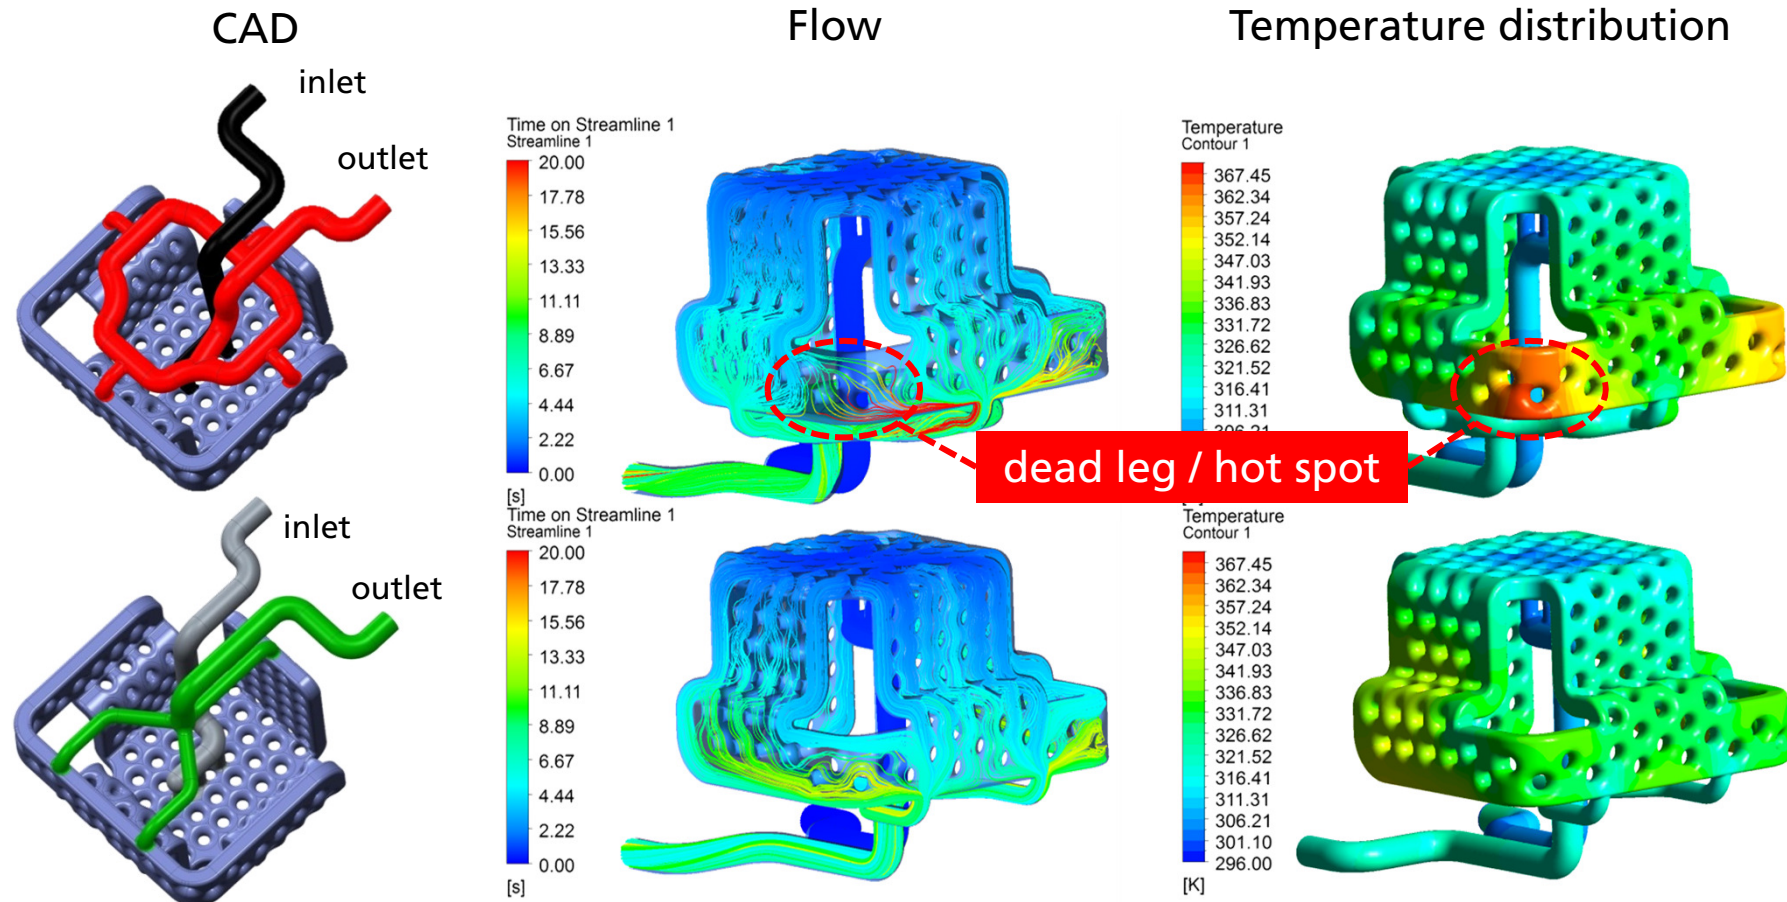 CAD
Flow
Temperature distribution
inlet
outlet
Time on Streamline 1
Streamline 1
20.00
17.78
15.56
13.33
11.11
8.89
6.67
4.44
2.22
0.00
[s]
Temperature
Contour 1
367.45
362.34
357.24
352.14
347.03
341.93
336.83
331.72
326.62
321.52
316.41
311.31
dead leg / hot spot
inlet
outlet
Time on Streamline 1
Streamline 1
20.00
17.78
15.56
13.33
11.11
8.89
6.67
4.44
2.22
0.00
[s]
Temperature
Contour 1
367.45
362.34
357.24
352.14
347.03
341.93
336.83
331.72
326.62
321.52
316.41
311.31
306.21
301.10
296.00
[K]